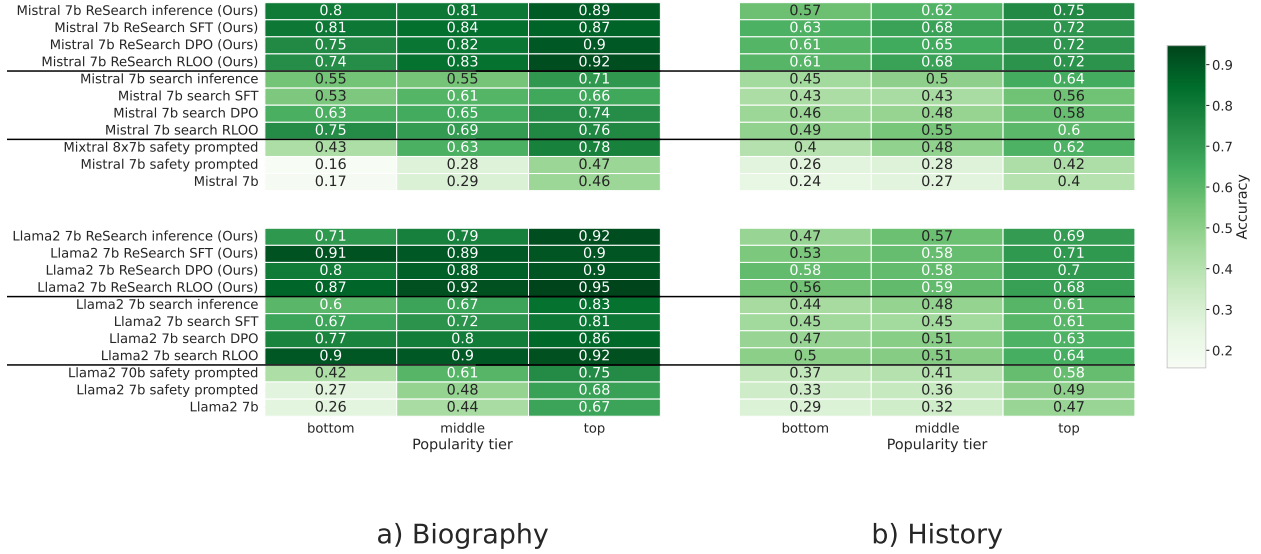 Mistral 7b ReSearch inference (Ours) 0.8 0.81 0.89 0.57 0.62 0.75
Mistral 7b ReSearch SFT (Ours) 0.81 0.84 0.87 0.63 0.68 0.72
Mistral 7b ReSearch DPO (Ours) 0.75 0.82 0.9 0.61 0.65 0.72
Mistral 7b ReSearch RLOO (Ours) 0.74 0.83 0.92 0.61 0.68 0.72
Mistral 7b search inference 0.55 0.55 0.71 0.45 0.5 0.64
Mistral 7b search SFT 0.53 0.61 0.66 0.43 0.43 0.56
Mistral 7b search DPO 0.63 0.65 0.74 0.46 0.48 0.58
Mistral 7b search RLOO 0.75 0.69 0.76 0.49 0.55 0.6
Mixtral 8x7b safety prompted 0.43 0.63 0.78 0.4 0.48 0.62
Mistral 7b safety prompted 0.16 0.28 0.47 0.26 0.28 0.42
Mistral 7b 0.17 0.29 0.46 0.24 0.27 0.4
Llama2 7b ReSearch inference (Ours) 0.71 0.79 0.92 0.47 0.57 0.69
Llama2 7b ReSearch SFT (Ours) 0.91 0.89 0.9 0.53 0.58 0.71
Llama2 7b ReSearch DPO (Ours) 0.8 0.88 0.9 0.58 0.58 0.7
Llama2 7b ReSearch RLOO (Ours) 0.87 0.92 0.95 0.56 0.59 0.68
Llama2 7b search inference 0.6 0.67 0.83 0.44 0.48 0.61
Llama2 7b search SFT 0.67 0.72 0.81 0.45 0.45 0.61
Llama2 7b search DPO 0.77 0.8 0.86 0.47 0.51 0.63
Llama2 7b search RLOO 0.9 0.9 0.92 0.5 0.51 0.64
Llama2 70b safety prompted 0.42 0.61 0.75 0.37 0.41 0.58
Llama2 7b safety prompted 0.27 0.48 0.68 0.33 0.36 0.49
Llama2 7b 0.26 0.44 0.67 0.29 0.32 0.47
bottom middle top bottom middle top
Popularity tier Popularity tier
0.9
0.8
0.7
0.6
0.5
0.4
0.3
0.2
Accuracy
a) Biography b) History